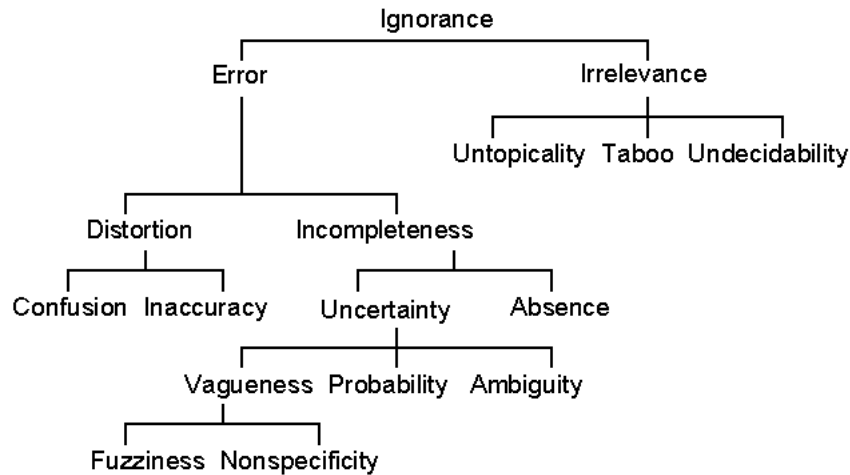 Ignorance
Error Irrelevance
Untopicality Taboo Undecidability
Distortion Incompleteness
Confusion Inaccuracy Uncertainty Absence
Vagueness Probability Ambiguity
Fuzziness Nonspecificity